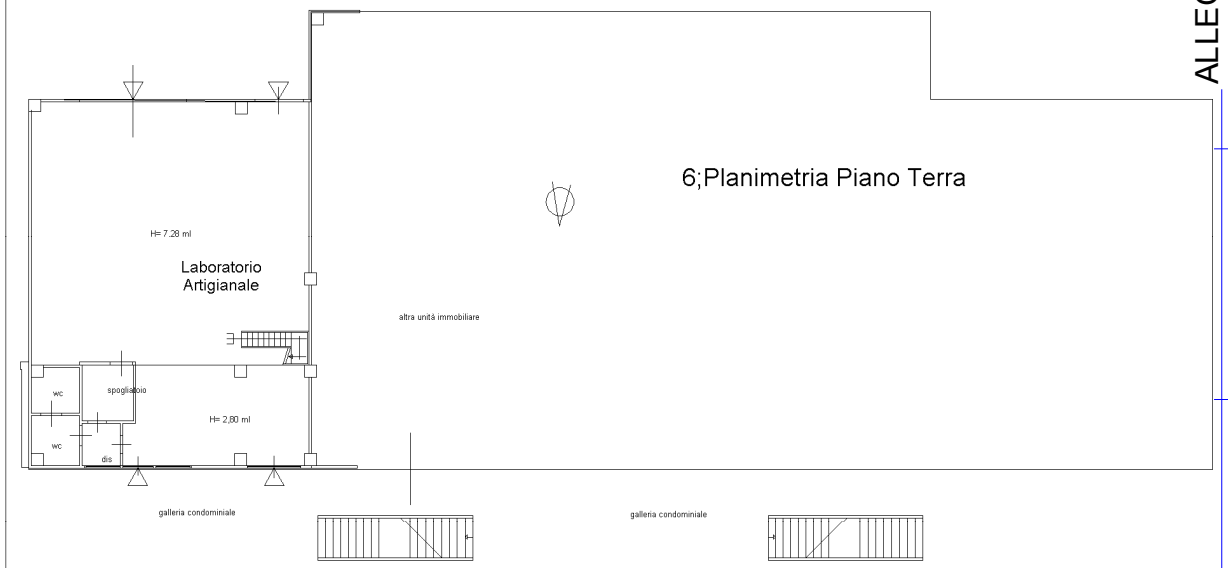 ALLEG
6;Planimetria Piano Terra
H= 7.28 ml
Laboratorio
Artigianale
altra unitá immobiliare
wc
spogliatoio
H= 2,80 ml
wc
dis
galleria condominiale
galleria condominiale